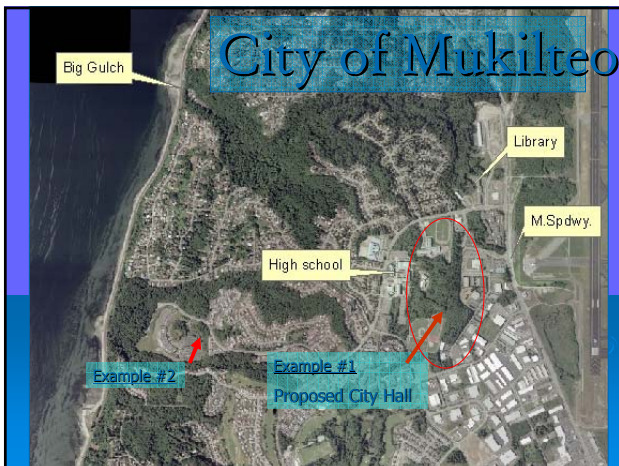 City of Mukilteo
Big Gulch
Library
M.Spdwy.
High school
Example #2
Example #1
Proposed City Hall